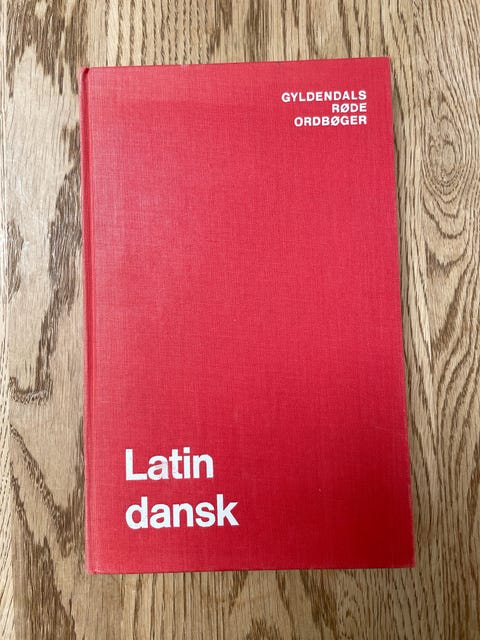 GYLDENDALS
RØDE
ORDBØGER
Latin
dansk